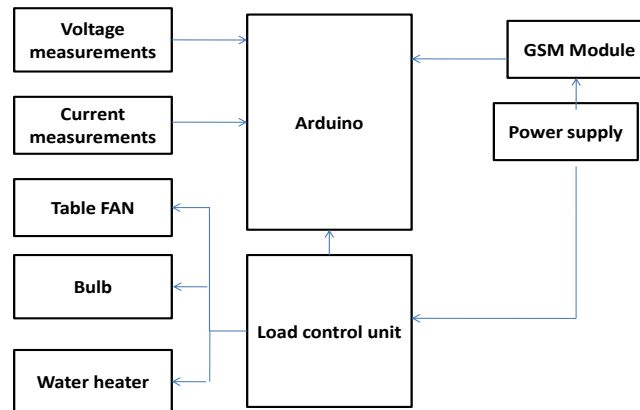 Voltage
measurements
Current
measurements
Arduino
GSM Module
Power supply
Table FAN
Bulb
Water heater
Load control unit